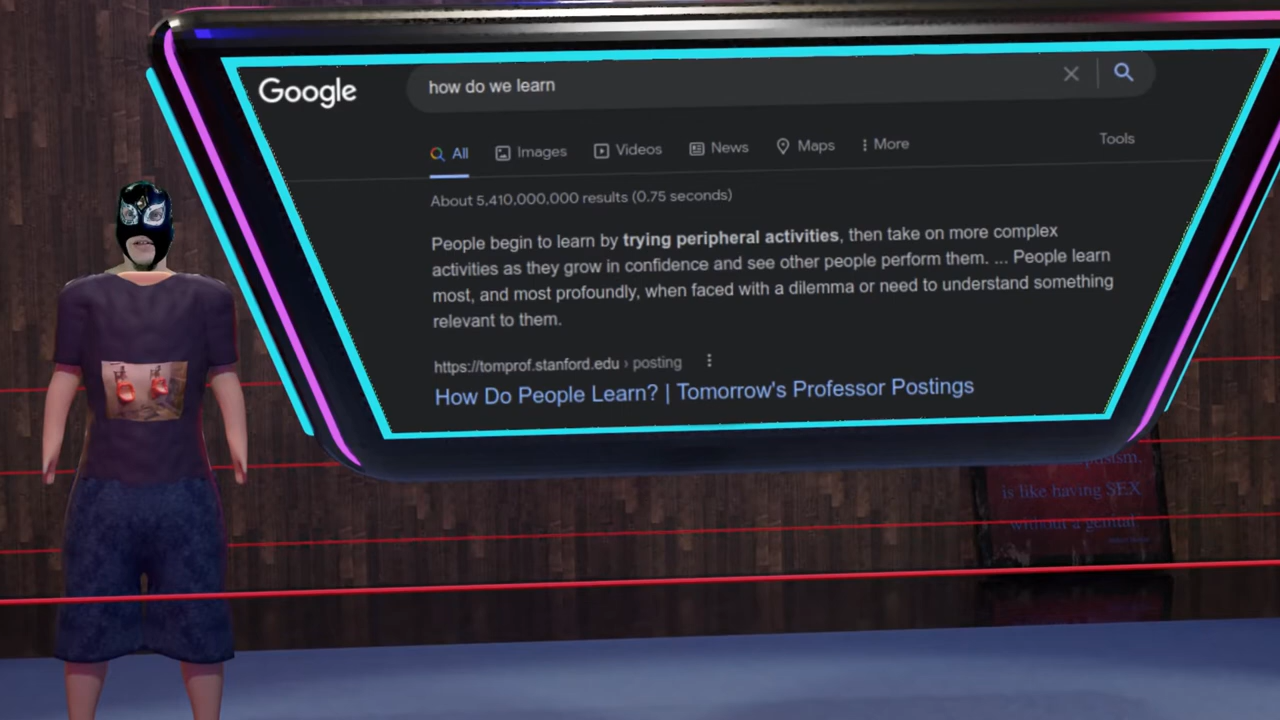 Google
how do we learn
All Images Videos News Maps More
Tools
About 5,410,000,000 results (0.75 seconds)
People begin to learn by trying peripheral activities, then take on more complex
activities as they grow in confidence and see other people perform them. ... People learn
most, and most profoundly, when faced with a dilemma or need to understand something
relevant to them.
https://tomprof.stanford.edu › posting
How Do People Learn? | Tomorrow's Professor Postings
is like having SEX
without a genital"